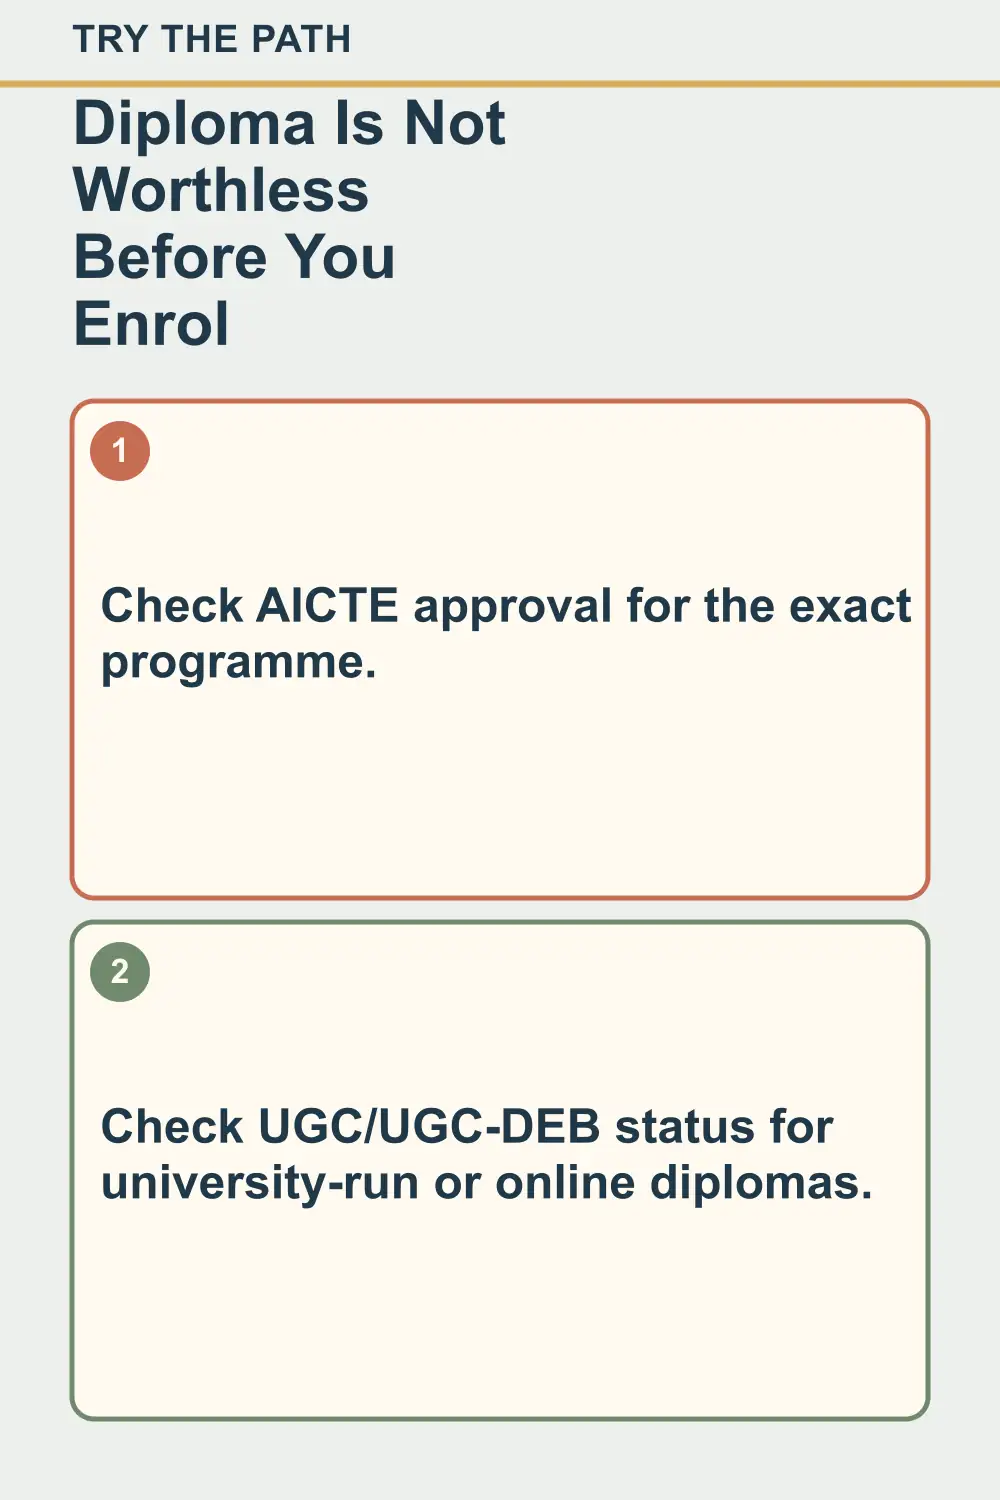 TRY THE PATH
Diploma Is Not
Worthless
Before You
Enrol
1
Check AICTE approval for the exact
programme.
2
Check UGC/UGC-DEB status for
university-run or online diplomas.